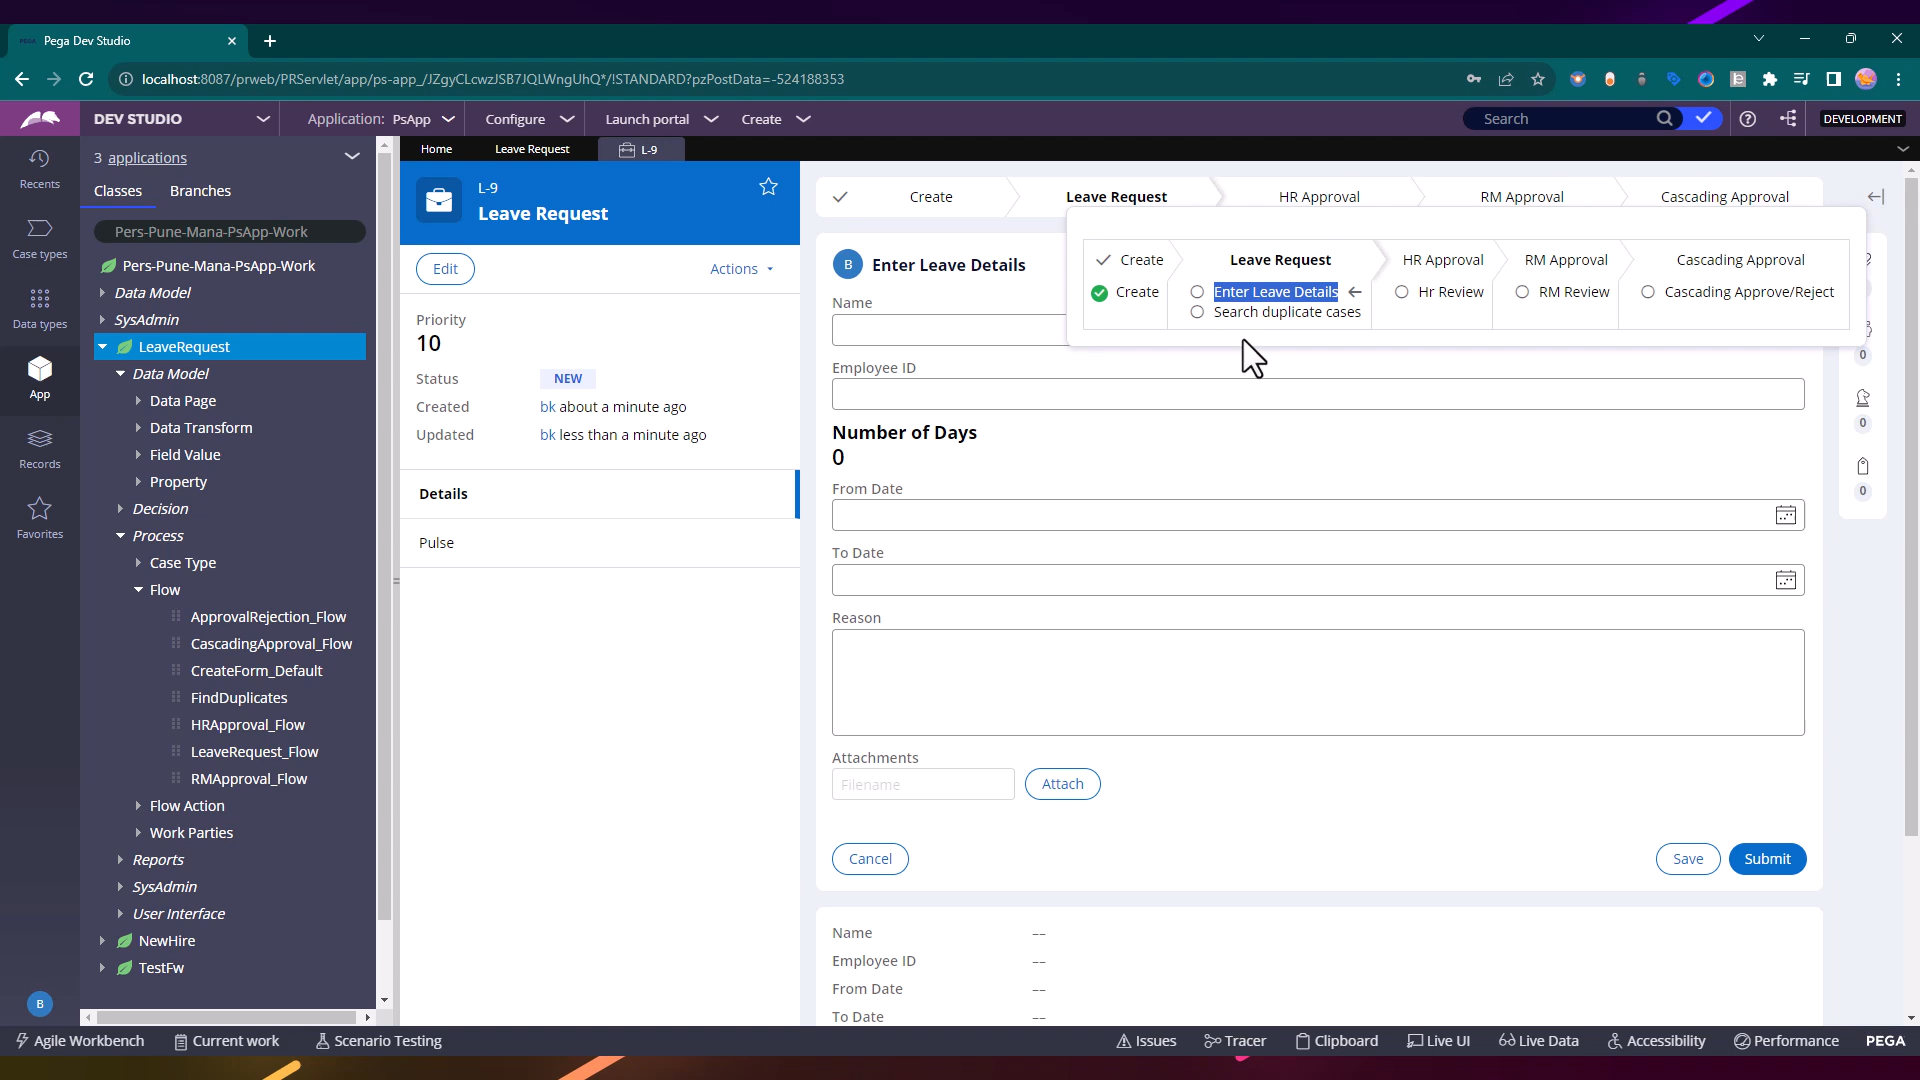 Pega Dev Studio
localhost:8087/prweb/PRServlet/app/ps-app_/JZgyCLcwzJSB7JQLWngUhQ*/!STANDARD?pzPostData=-524188353
DEV STUDIO
Application: PsApp
Configure
Launch portal
Create
Search
DEVELOPMENT
Recents
Case types
Data types
App
Records
Favorites
B
3 applications
Classes
Branches
Pers-Pune-Mana-PsApp-Work
Pers-Pune-Mana-PsApp-Work
Data Model
SysAdmin
LeaveRequest
Data Model
Data Page
Data Transform
Field Value
Property
Decision
Process
Case Type
Flow
ApprovalRejection_Flow
CascadingApproval_Flow
CreateForm_Default
FindDuplicates
HRApproval_Flow
LeaveRequest_Flow
RMApproval_Flow
Flow Action
Work Parties
Reports
SysAdmin
User Interface
NewHire
TestFw
Home
Leave Request
L-9
L-9
Leave Request
Edit
Actions
Priority
10
Status NEW
Created bk about a minute ago
Updated bk less than a minute ago
Details
Pulse
Create
Leave Request
HR Approval
RM Approval
Cascading Approval
Create
Leave Request
HR Approval
RM Approval
Cascading Approval
Create
Enter Leave Details
Hr Review
RM Review
Cascading Approve/Reject
Search duplicate cases
B Enter Leave Details
Name
Employee ID
Number of Days
0
From Date
To Date
Reason
Attachments
Filename
Attach
Cancel
Save
Submit
Name --
Employee ID --
From Date --
To Date --
0
0
0
Agile Workbench
Current work
Scenario Testing
Issues
Tracer
Clipboard
Live UI
Live Data
Accessibility
Performance
PEGA